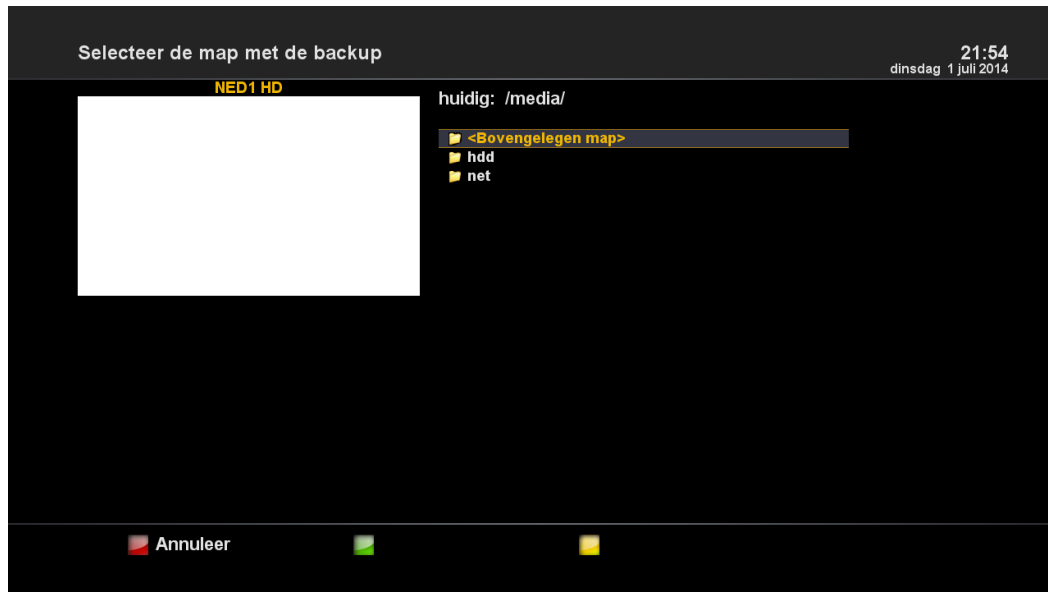 Selecteer de map met de backup
21:54
dinsdag 1 juli 2014
NED1 HD
huidig: /media/
<Bovengelegen map>
hdd
net
Annuleer